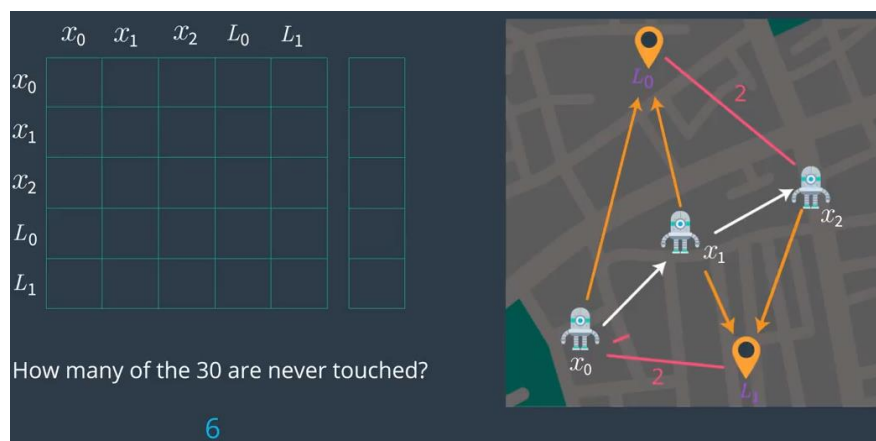 x₀ x₁ x₂ L₀ L₁
x₀
x₁
x₂
L₀
L₁
How many of the 30 are never touched?
6
L₀
2
x₂
x₁
x₀
2
L₁